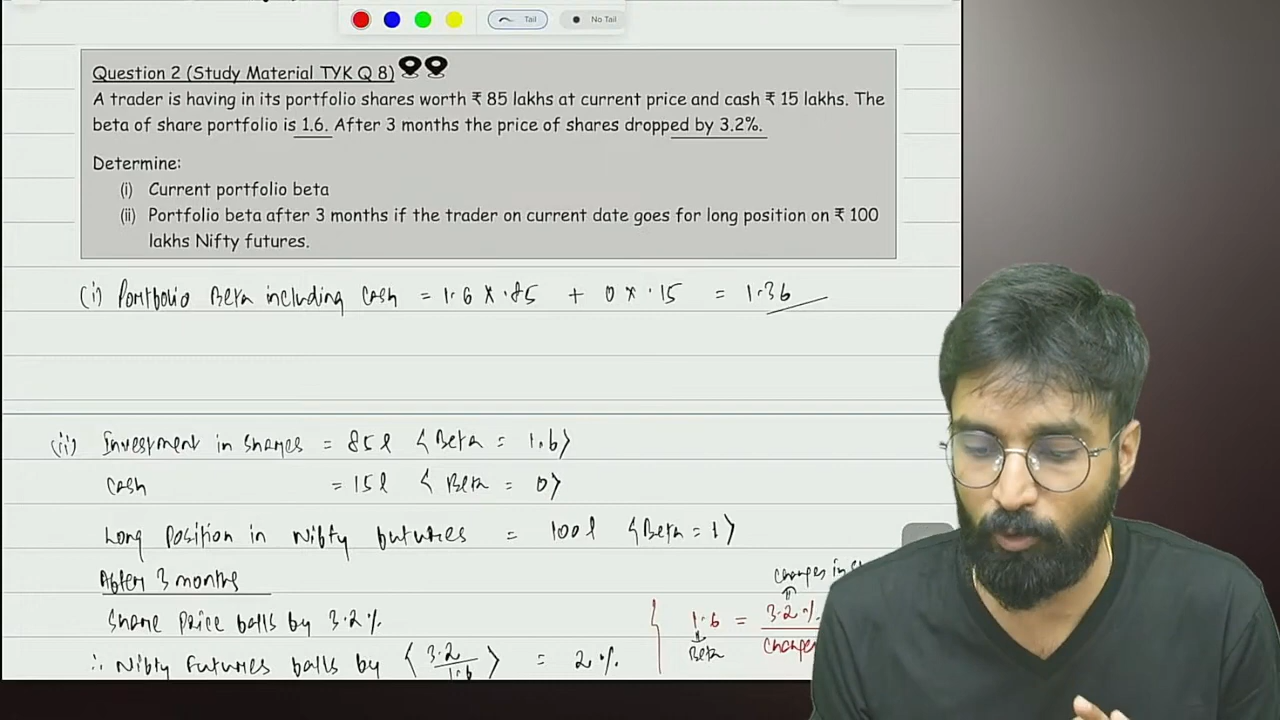 Tail
No Tail
Question 2 (Study Material TYK Q 8)
A trader is having in its portfolio shares worth ₹ 85 lakhs at current price and cash ₹ 15 lakhs. The
beta of share portfolio is 1.6. After 3 months the price of shares dropped by 3.2%.
Determine:
(i) Current portfolio beta
(ii) Portfolio beta after 3 months if the trader on current date goes for long position on ₹ 100
lakhs Nifty futures.
(i) Portfolio Beta including Cash = 1.6 x .85 + 0 x .15 = 1.36
(ii) Investment in Shares = 85l <Beta = 1.6>
Cash = 15l <Beta = 0>
Long Position in Nifty futures = 100l <Beta = 1>
After 3 months
Share Price falls by 3.2%
∴ Nifty Futures falls by <3.2/1.6> = 2%
changes in
1.6 = 3.2%
Beta
changes